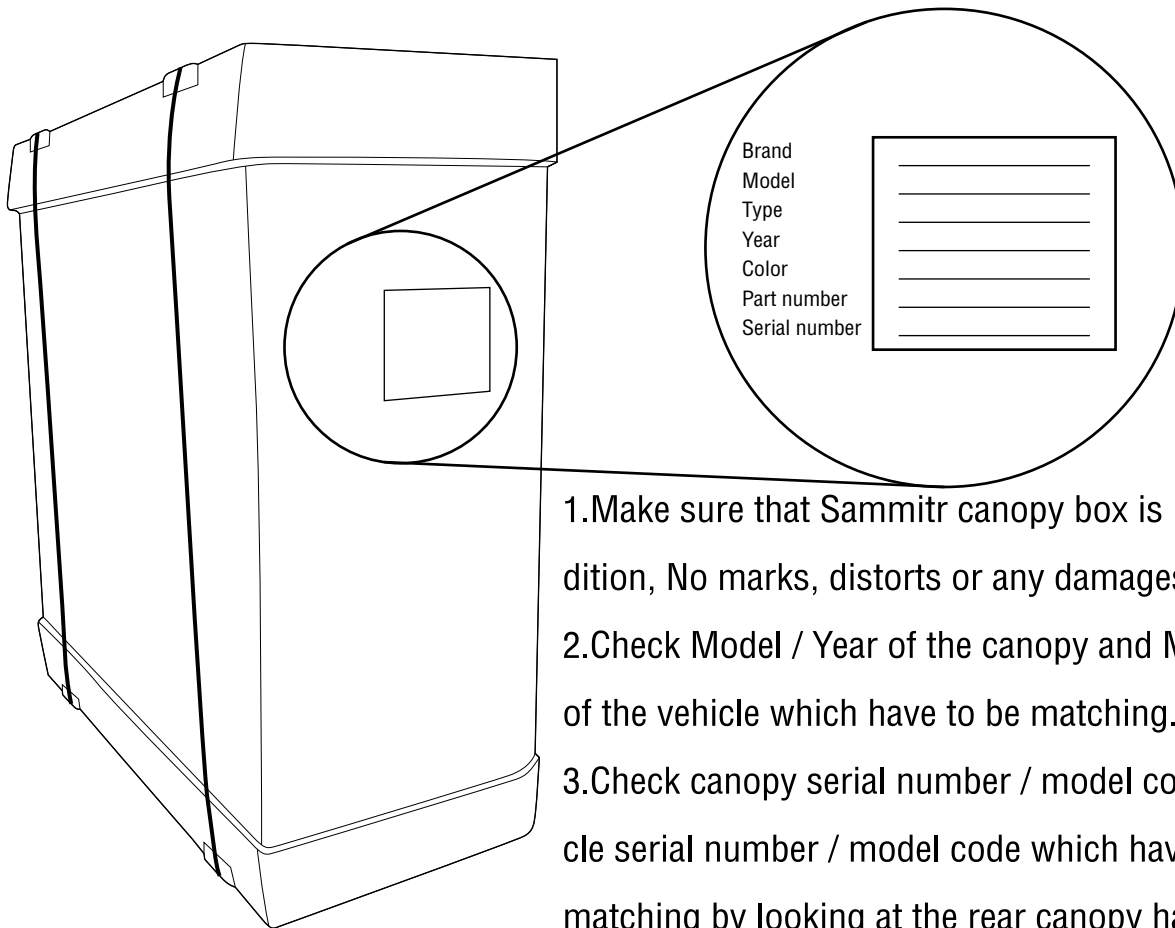 Brand
Model
Type
Year
Color
Part number
Serial number
1.Make sure that Sammitr canopy box is
dition, No marks, distorts or any damages
2.Check Model / Year of the canopy and
of the vehicle which have to be matching.
3.Check canopy serial number / model
cle serial number / model code which
matching by looking at the rear canopy